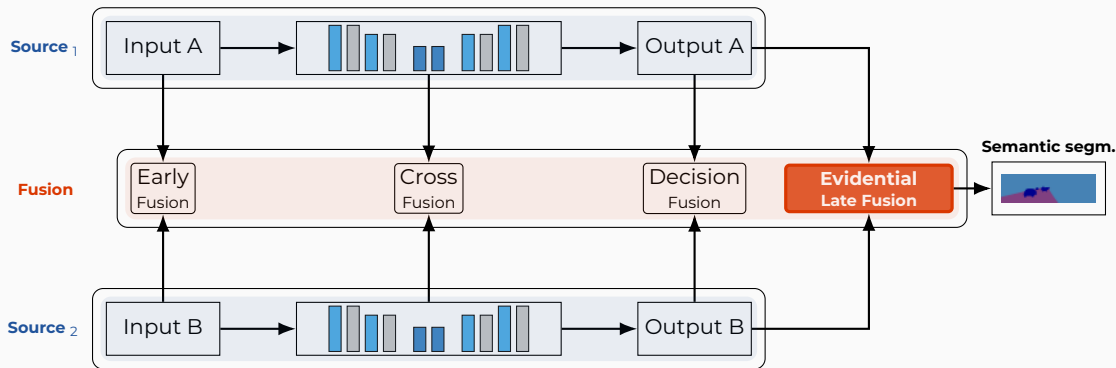 Source 1
Input A
Output A
Semantic segm.
Fusion
Early
Fusion
Cross
Fusion
Decision
Fusion
Evidential
Late Fusion
Source 2
Input B
Output B